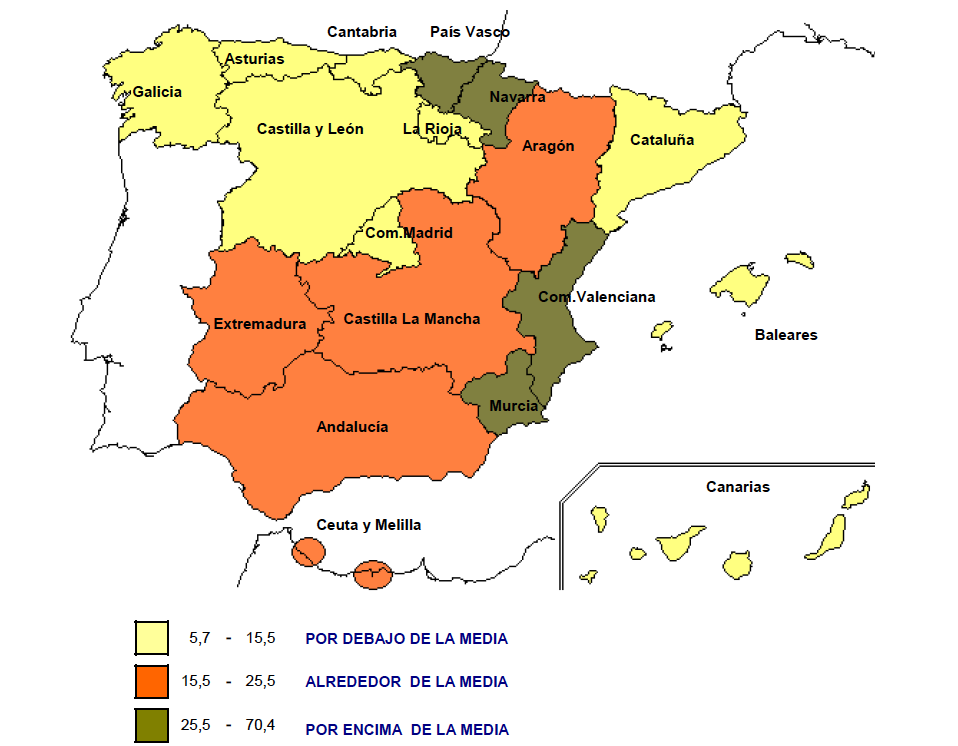 Cantabria
País Vasco
Asturias
Galicia
Navarra
Castilla y León
La Rioja
Aragón
Cataluña
Com.Madrid
Com.Valenciana
Extremadura
Castilla La Mancha
Baleares
Murcia
Andalucía
Canarias
Ceuta y Melilla
5,7 - 15,5 POR DEBAJO DE LA MEDIA
15,5 - 25,5 ALREDEDOR DE LA MEDIA
25,5 - 70,4 POR ENCIMA DE LA MEDIA